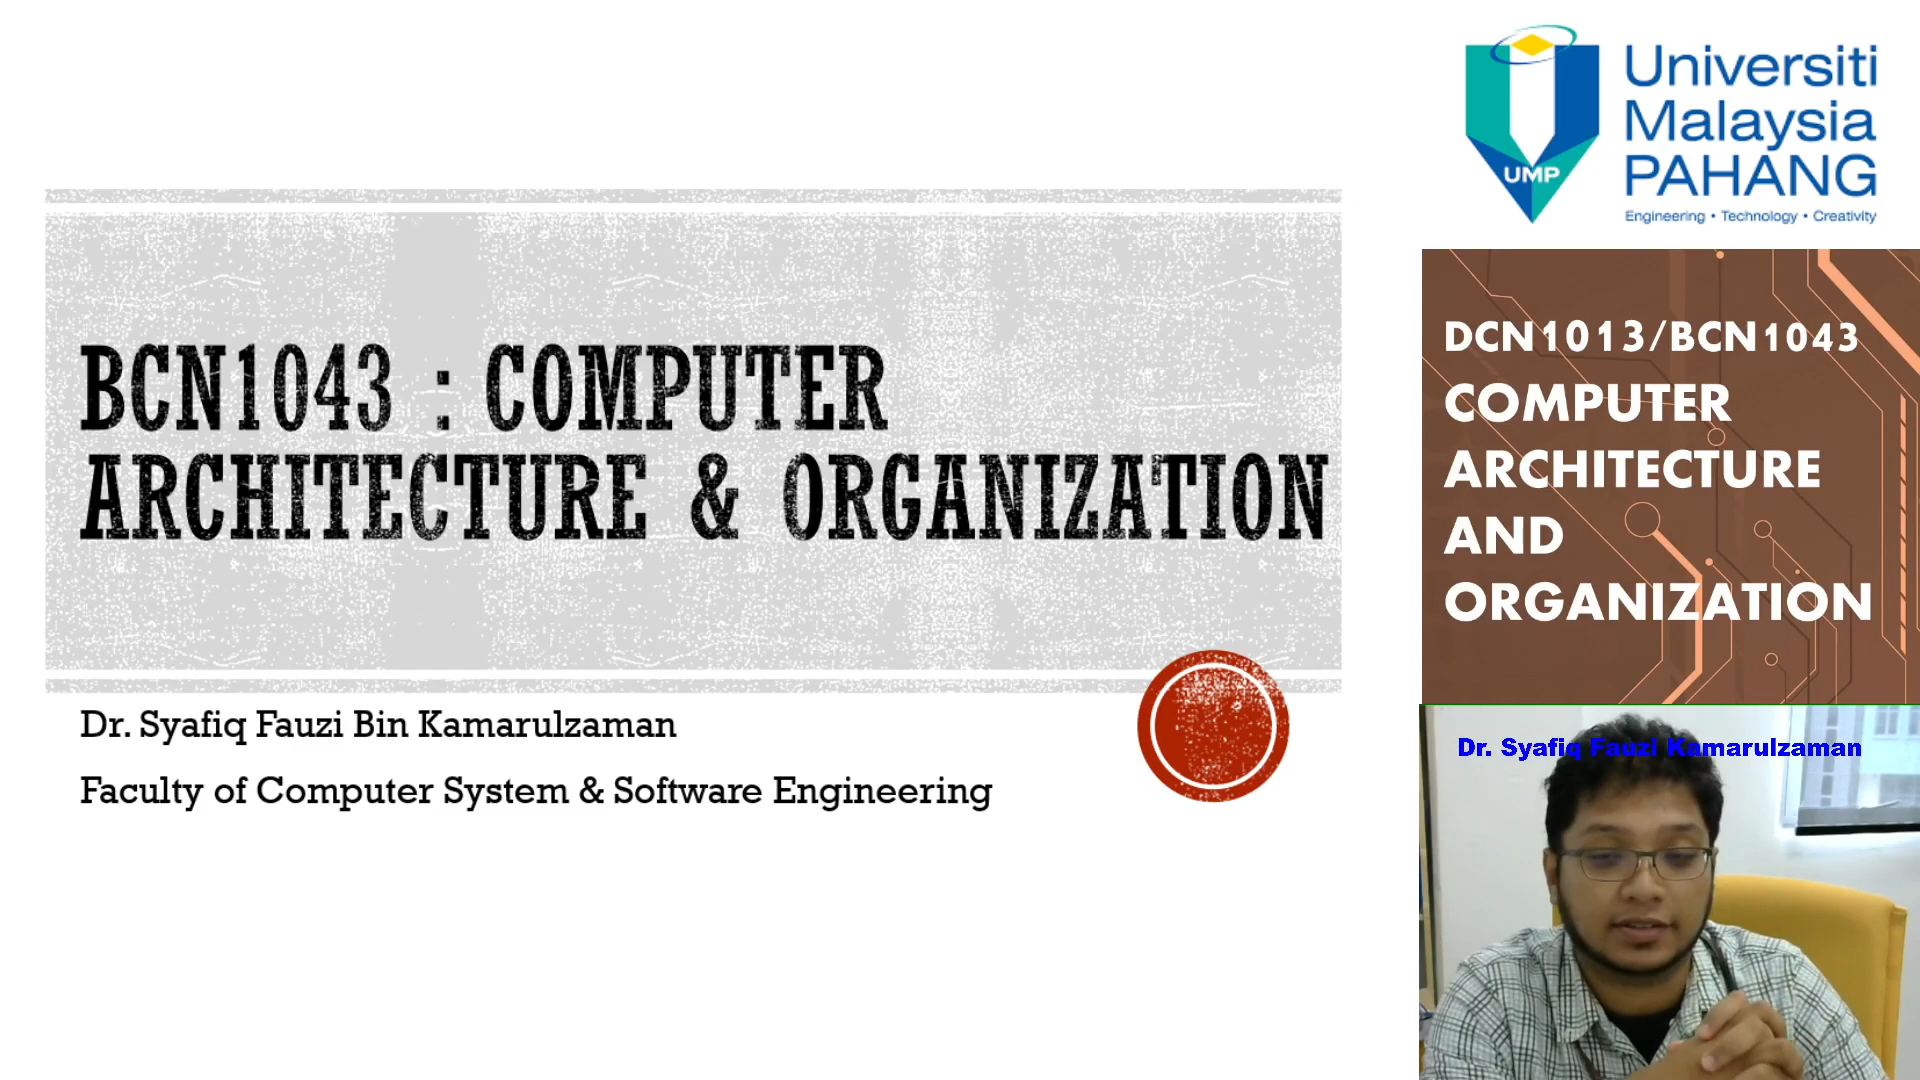 BCN1043 : COMPUTER
ARCHITECTURE & ORGANIZATION
Dr. Syafiq Fauzi Bin Kamarulzaman
Faculty of Computer System & Software Engineering
UMP
Universiti
Malaysia
PAHANG
Engineering • Technology • Creativity
DCN1013/BCN1043
COMPUTER
ARCHITECTURE
AND
ORGANIZATION
Dr. Syafiq Fauzi Kamarulzaman